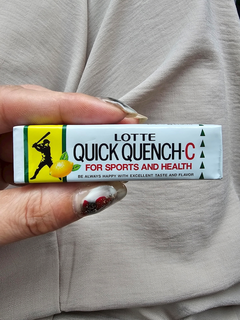 LOTTE
QUICK QUENCH-C
FOR SPORTS AND HEALTH
BE ALWAYS HAPPY WITH EXCELLENT TASTE AND FLAVOR